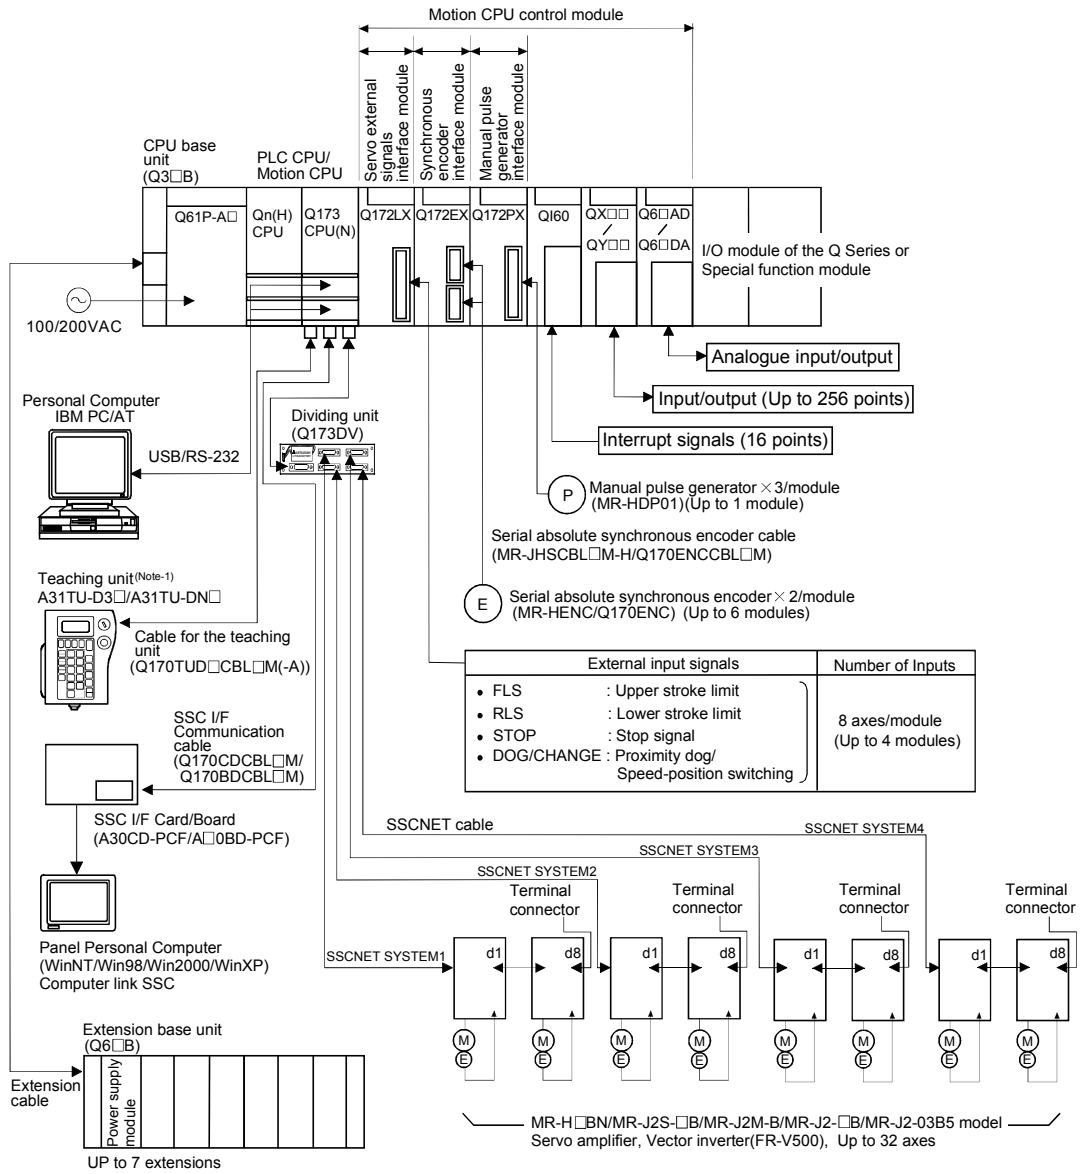 Motion CPU control module
Servo external
signals
interface module
Synchronous
encoder
interface module
Manual pulse
generator
interface module
CPU base
unit
(Q3□B)
PLC CPU/
Motion CPU
Q61P-A□
Qn(H)
CPU
Q173
CPU(N)
Q172LX
Q172EX
Q172PX
QI60
QX□□
/
QY□□
Q6□AD
/
Q6□DA
I/O module of the Q Series or
Special function module
100/200VAC
Analogue input/output
Input/output (Up to 256 points)
Interrupt signals (16 points)
Personal Computer
IBM PC/AT
USB/RS-232
Dividing unit
(Q173DV)
P
Manual pulse generator×3/module
(MR-HDP01)(Up to 1 module)
Serial absolute synchronous encoder cable
(MR-JHSCBL□M-H/Q170ENCCBL□M)
E
Serial absolute synchronous encoder×2/module
(MR-HENC/Q170ENC) (Up to 6 modules)
Teaching unit(Note-1)
A31TU-D3□/A31TU-DN□
Cable for the teaching
unit
(Q170TUD□CBL□M(-A))
External input signals
Number of Inputs
• FLS : Upper stroke limit
• RLS : Lower stroke limit
• STOP : Stop signal
• DOG/CHANGE : Proximity dog/
Speed-position switching
8 axes/module
(Up to 4 modules)
SSC I/F
Communication
cable
(Q170CDCBL□M/
Q170BDCBL□M)
SSC I/F Card/Board
(A30CD-PCF/A□0BD-PCF)
Panel Personal Computer
(WinNT/Win98/Win2000/WinXP)
Computer link SSC
SSCNET cable
SSCNET SYSTEM4
SSCNET SYSTEM3
SSCNET SYSTEM2
SSCNET SYSTEM1
Terminal
connector
Terminal
connector
Terminal
connector
Terminal
connector
d1
d8
d1
d8
d1
d8
d1
d8
M
E
M
E
M
E
M
E
M
E
M
E
M
E
M
E
Extension base unit
(Q6□B)
Extension
cable
Power supply
module
UP to 7 extensions
MR-H□BN/MR-J2S-□B/MR-J2M-B/MR-J2-□B/MR-J2-03B5 model
Servo amplifier, Vector inverter(FR-V500), Up to 32 axes